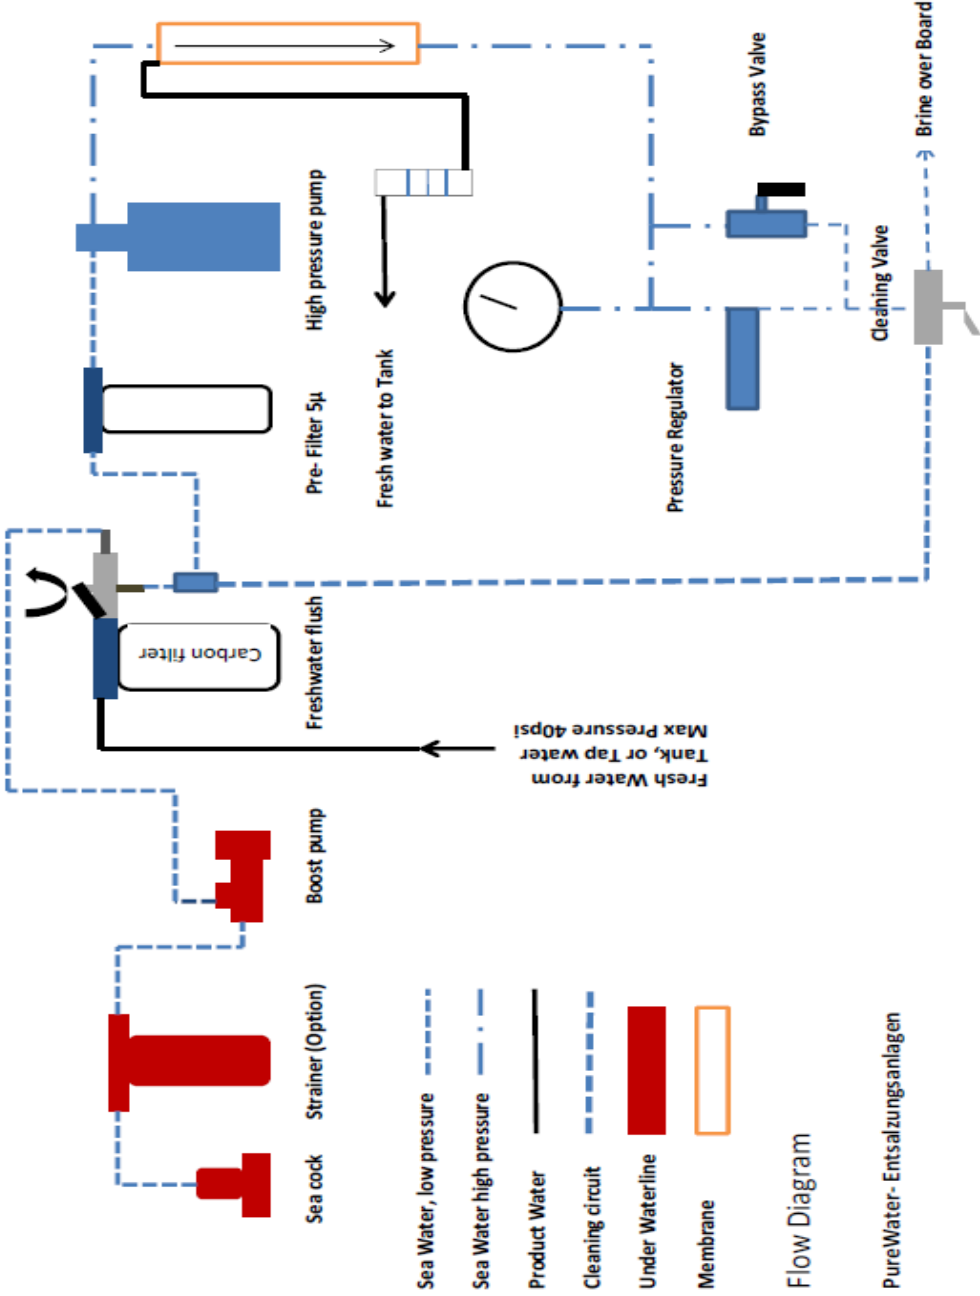 Sea cock
Strainer (Option)
Boost pump
Freshwater flush
Pre- Filter 5µ
High pressure pump
Carbon filter
Fresh Water from
Tank, or Tap water
Max Pressure 40psi
Fresh water to Tank
Pressure Regulator
Bypass Valve
Cleaning Valve
Brine over Board
Sea Water, low pressure
Sea Water high pressure
Product Water
Cleaning circuit
Under Waterline
Membrane
Flow Diagram
PureWater- Entsalzungsanlagen